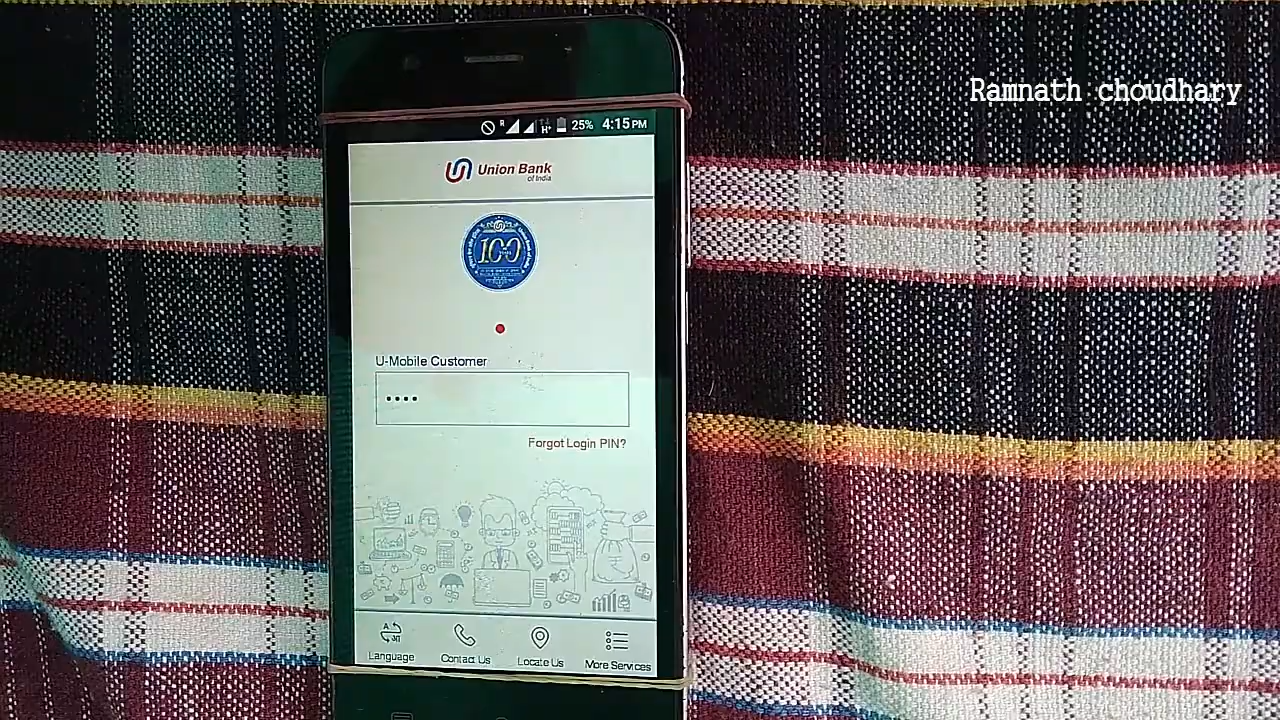 Ramnath choudhary
R H+ 25% 4:15 PM
Union Bank
of India
100
U-Mobile Customer
••••
Forgot Login PIN?
Language
Contact Us
Locate Us
More Services